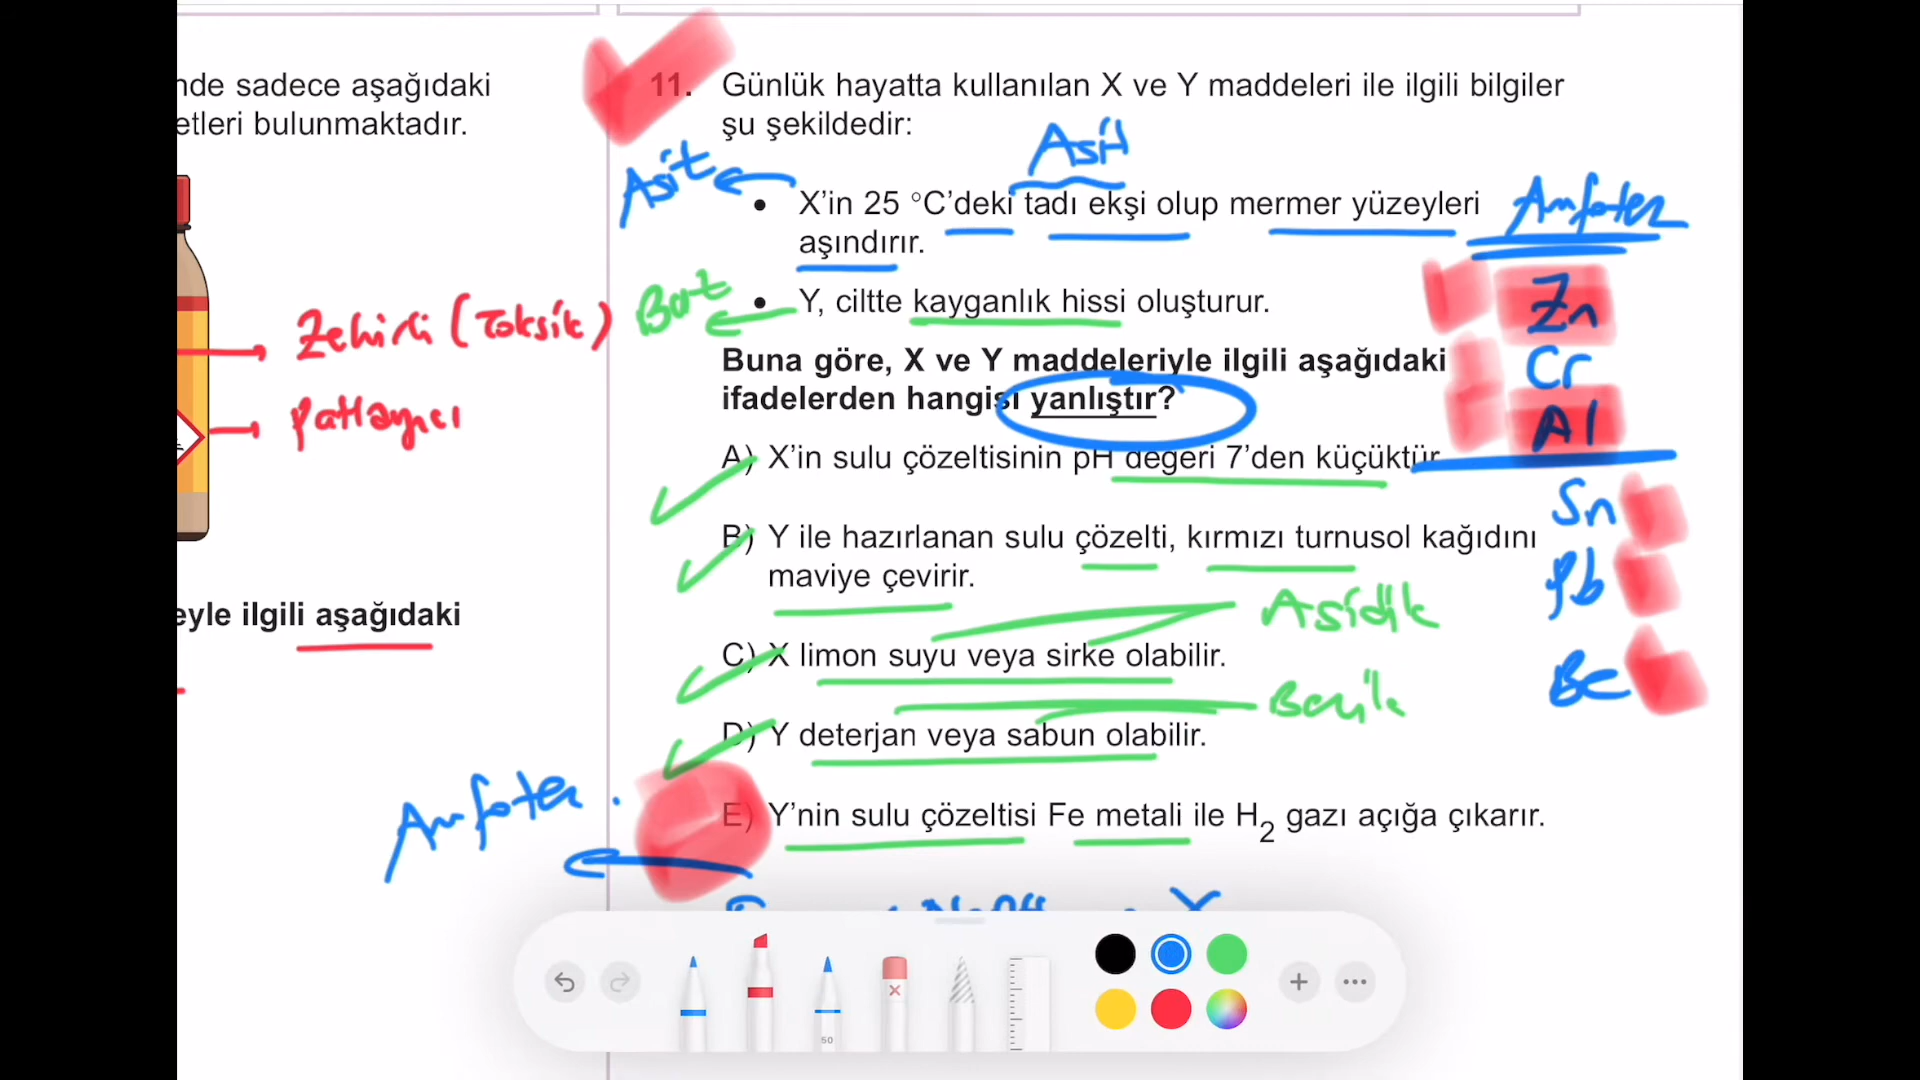 nde sadece aşağıdaki
etleri bulunmaktadır.
Zehirli (Toksik)
Patlayıcı
eyle ilgili aşağıdaki
11. Günlük hayatta kullanılan X ve Y maddeleri ile ilgili bilgiler
şu şekildedir:
Asit
Asit
• X'in 25 °C'deki tadı ekşi olup mermer yüzeyleri
aşındırır.
Baz
• Y, ciltte kayganlık hissi oluşturur.
Buna göre, X ve Y maddeleriyle ilgili aşağıdaki
ifadelerden hangisi yanlıştır?
A) X'in sulu çözeltisinin pH değeri 7'den küçüktür.
B) Y ile hazırlanan sulu çözelti, kırmızı turnusol kağıdını
maviye çevirir.
Asidik
C) X limon suyu veya sirke olabilir.
Bazik
D) Y deterjan veya sabun olabilir.
Amfoter.
E) Y'nin sulu çözeltisi Fe metali ile H2 gazı açığa çıkarır.
Amfoter
Zn
Cr
Al
Sn
Pb
Be
50